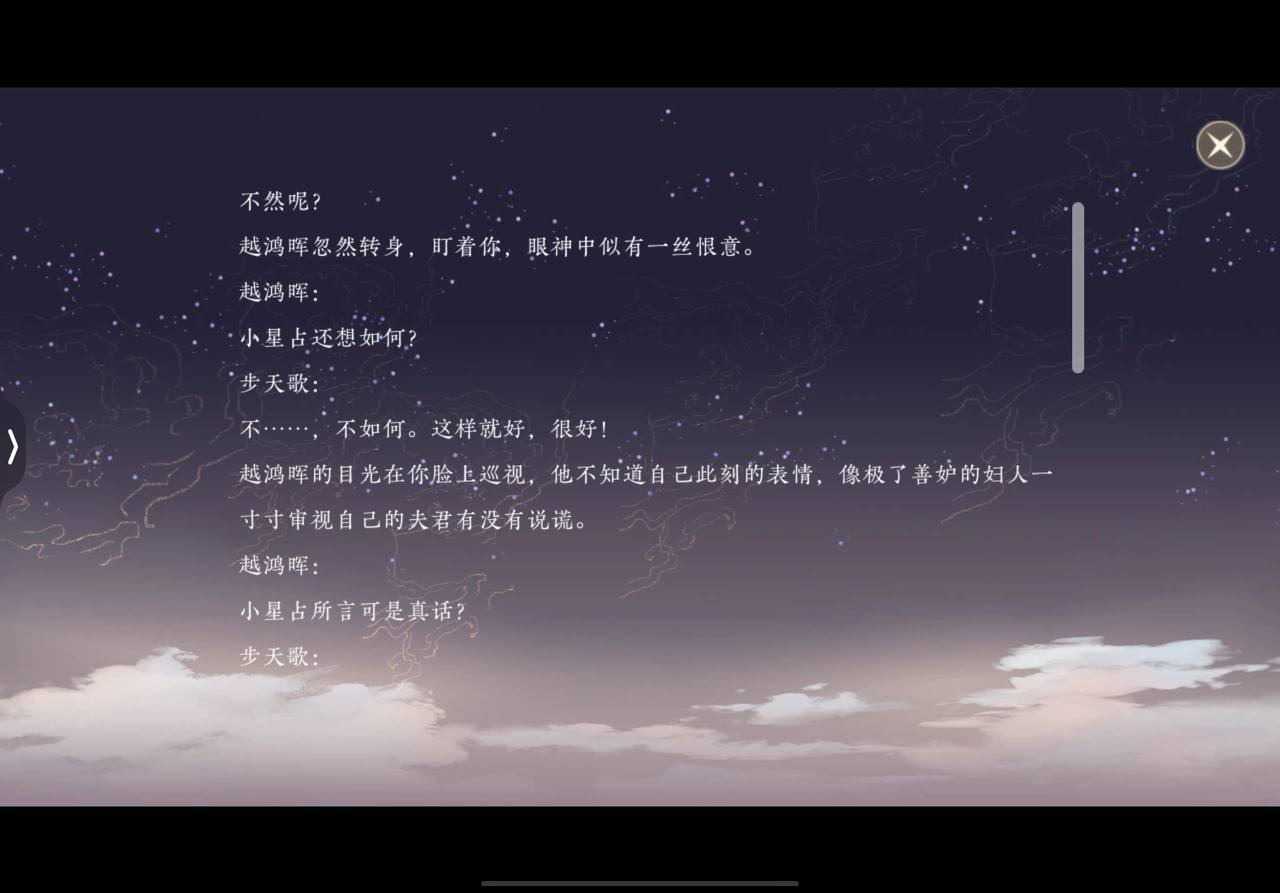 不然呢？
越鸿晖忽然转身，盯着你，眼神中似有一丝恨意。
越鸿晖：
小星占还想如何？
步天歌：
不……，不如何。这样就好，很好！
越鸿晖的目光在你脸上巡视，他不知道自己此刻的表情，像极了善妒的妇人一
寸寸审视自己的夫君有没有说谎。
越鸿晖：
小星占所言可是真话？
步天歌：